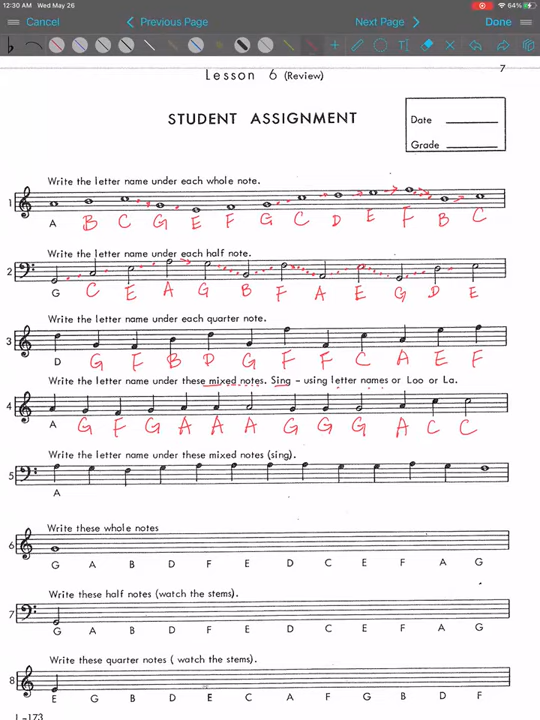 12:30 AM Wed May 26
64%
Cancel
Previous Page
Next Page
Done
T
7
Lesson 6 (Review)
STUDENT ASSIGNMENT
Date
Grade
Write the letter name under each whole note.
1
A B C G E F G C D E F B C
Write the letter name under each half note.
2
G C E A G B F A E G D E
Write the letter name under each quarter note.
3
D G F B D G F F C A E F
Write the letter name under these mixed notes. Sing - using letter names or Loo or La.
4
A G F G A A A G G G A C C
Write the letter name under these mixed notes (sing).
5
A
Write these whole notes
6
G A B D F E D C E F A G
Write these half notes (watch the stems).
7
G A B D F E D C E F A G
Write these quarter notes ( watch the stems).
8
E G B D E C A F G B D F
L-173